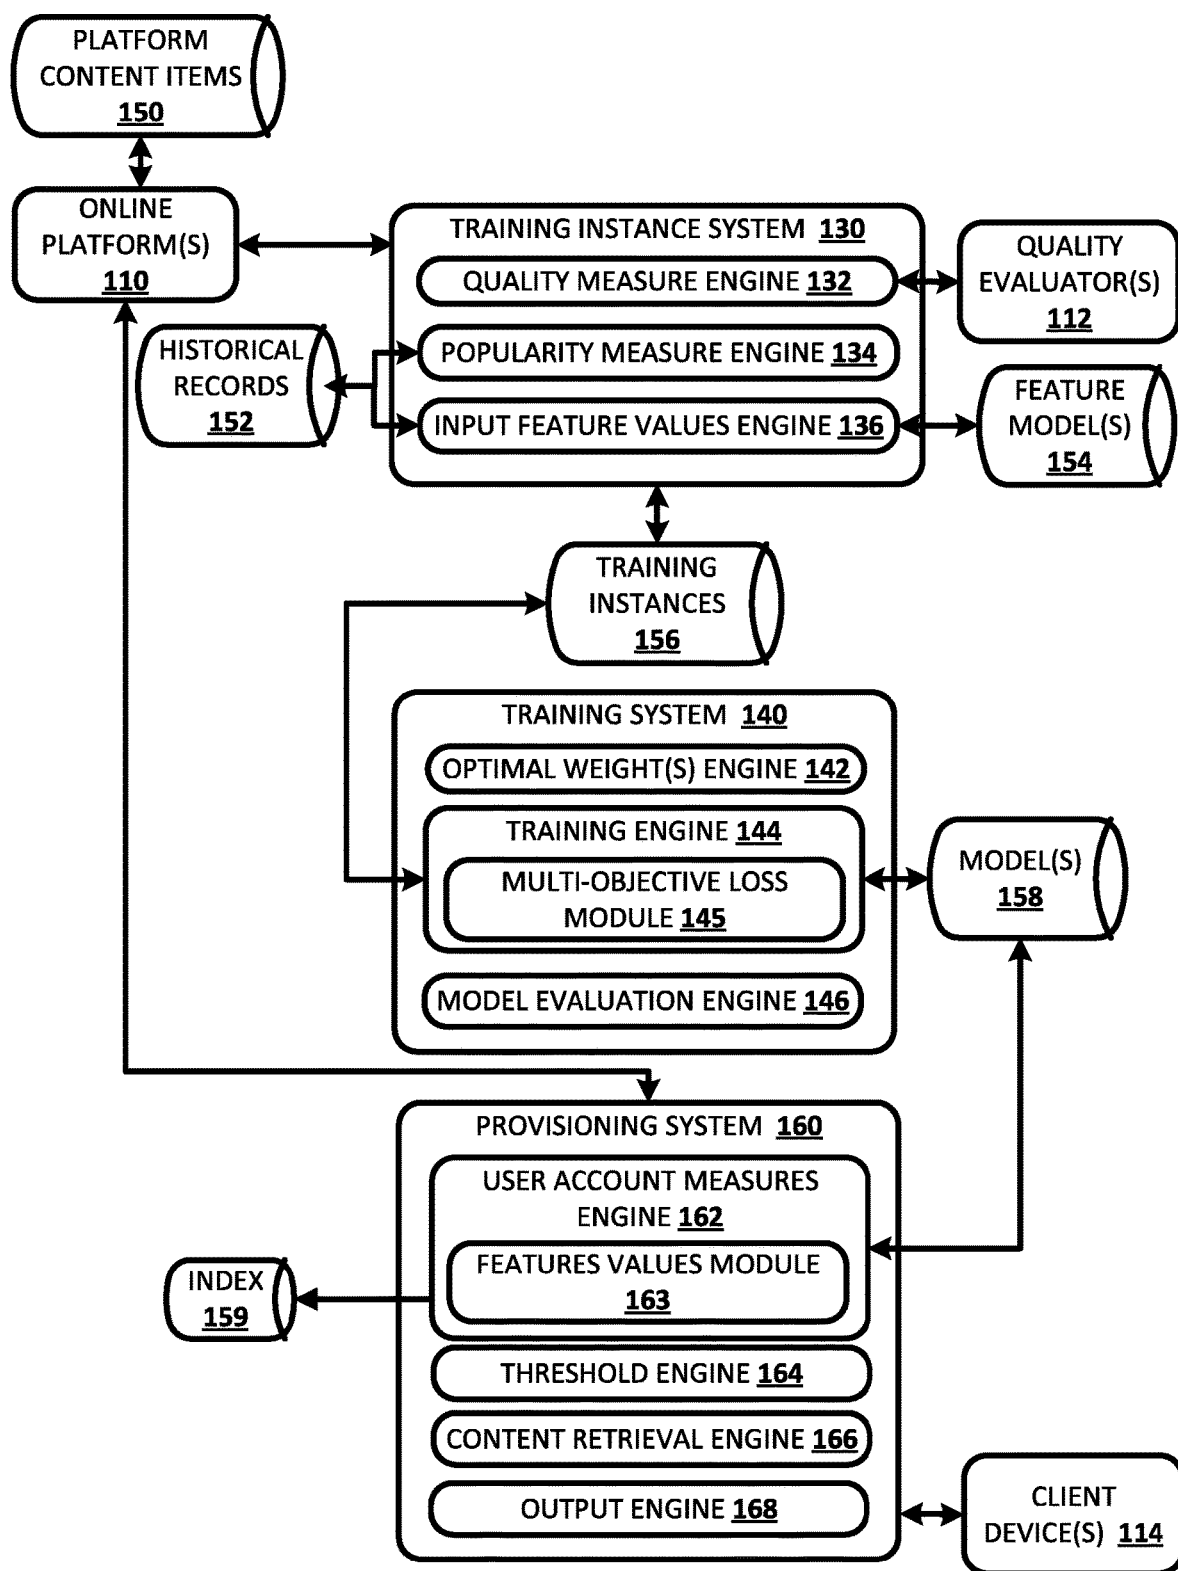 PLATFORM
CONTENT ITEMS
150
ONLINE
PLATFORM(S)
110
TRAINING INSTANCE SYSTEM 130
QUALITY MEASURE ENGINE 132
POPULARITY MEASURE ENGINE 134
INPUT FEATURE VALUES ENGINE 136
QUALITY
EVALUATOR(S)
112
HISTORICAL
RECORDS
152
FEATURE
MODEL(S)
154
TRAINING
INSTANCES
156
TRAINING SYSTEM 140
OPTIMAL WEIGHT(S) ENGINE 142
TRAINING ENGINE 144
MULTI-OBJECTIVE LOSS
MODULE 145
MODEL EVALUATION ENGINE 146
MODEL(S)
158
PROVISIONING SYSTEM 160
USER ACCOUNT MEASURES
ENGINE 162
FEATURES VALUES MODULE
163
INDEX
159
THRESHOLD ENGINE 164
CONTENT RETRIEVAL ENGINE 166
OUTPUT ENGINE 168
CLIENT
DEVICE(S) 114